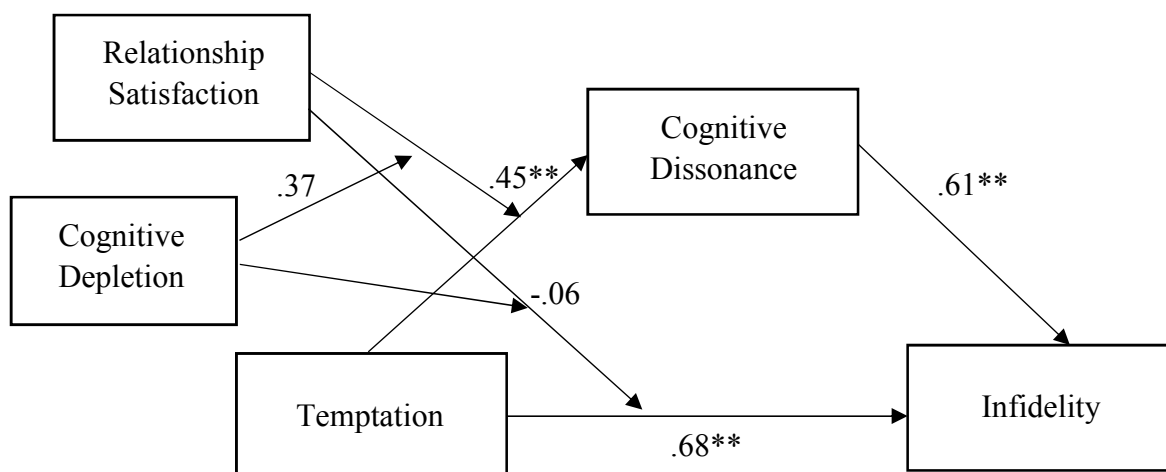 Relationship
Satisfaction
Cognitive
Dissonance
.37
.45**
.61**
Cognitive
Depletion
-.06
Temptation
Infidelity
.68**